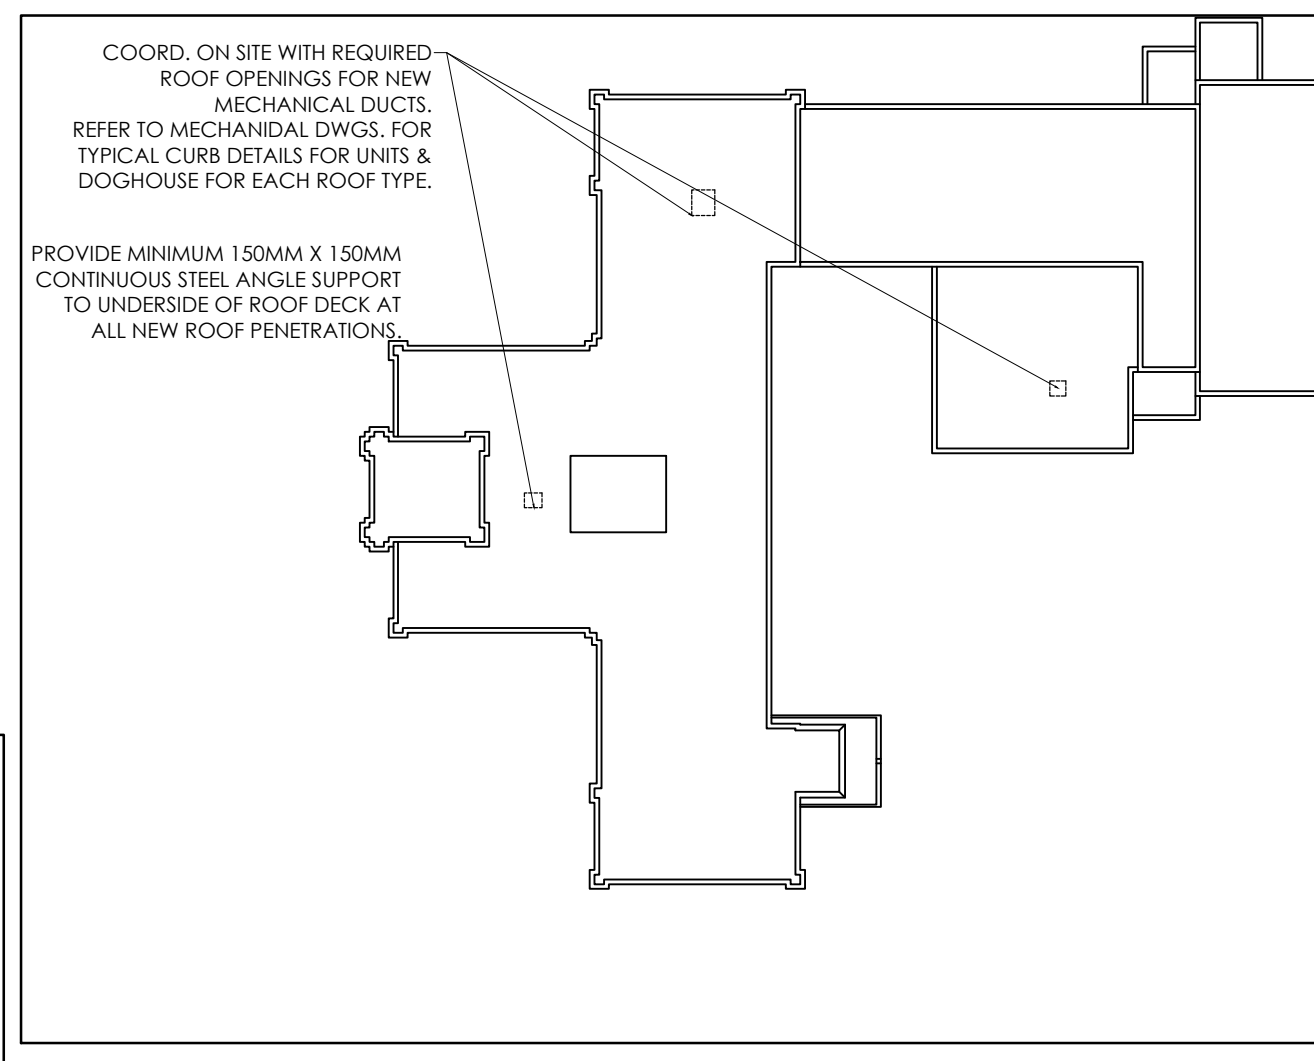 COORD. ON SITE WITH REQUIRED
ROOF OPENINGS FOR NEW
MECHANICAL DUCTS.
REFER TO MECHANIDAL DWGS. FOR
TYPICAL CURB DETAILS FOR UNITS &
DOGHOUSE FOR EACH ROOF TYPE.
PROVIDE MINIMUM 150MM X 150MM
CONTINUOUS STEEL ANGLE SUPPORT
TO UNDERSIDE OF ROOF DECK AT
ALL NEW ROOF PENETRATIONS.